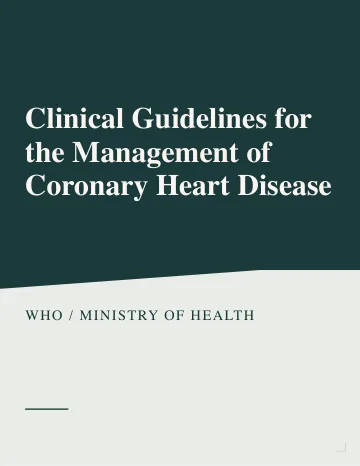 Clinical Guidelines for
the Management of
Coronary Heart Disease
WHO / MINISTRY OF HEALTH